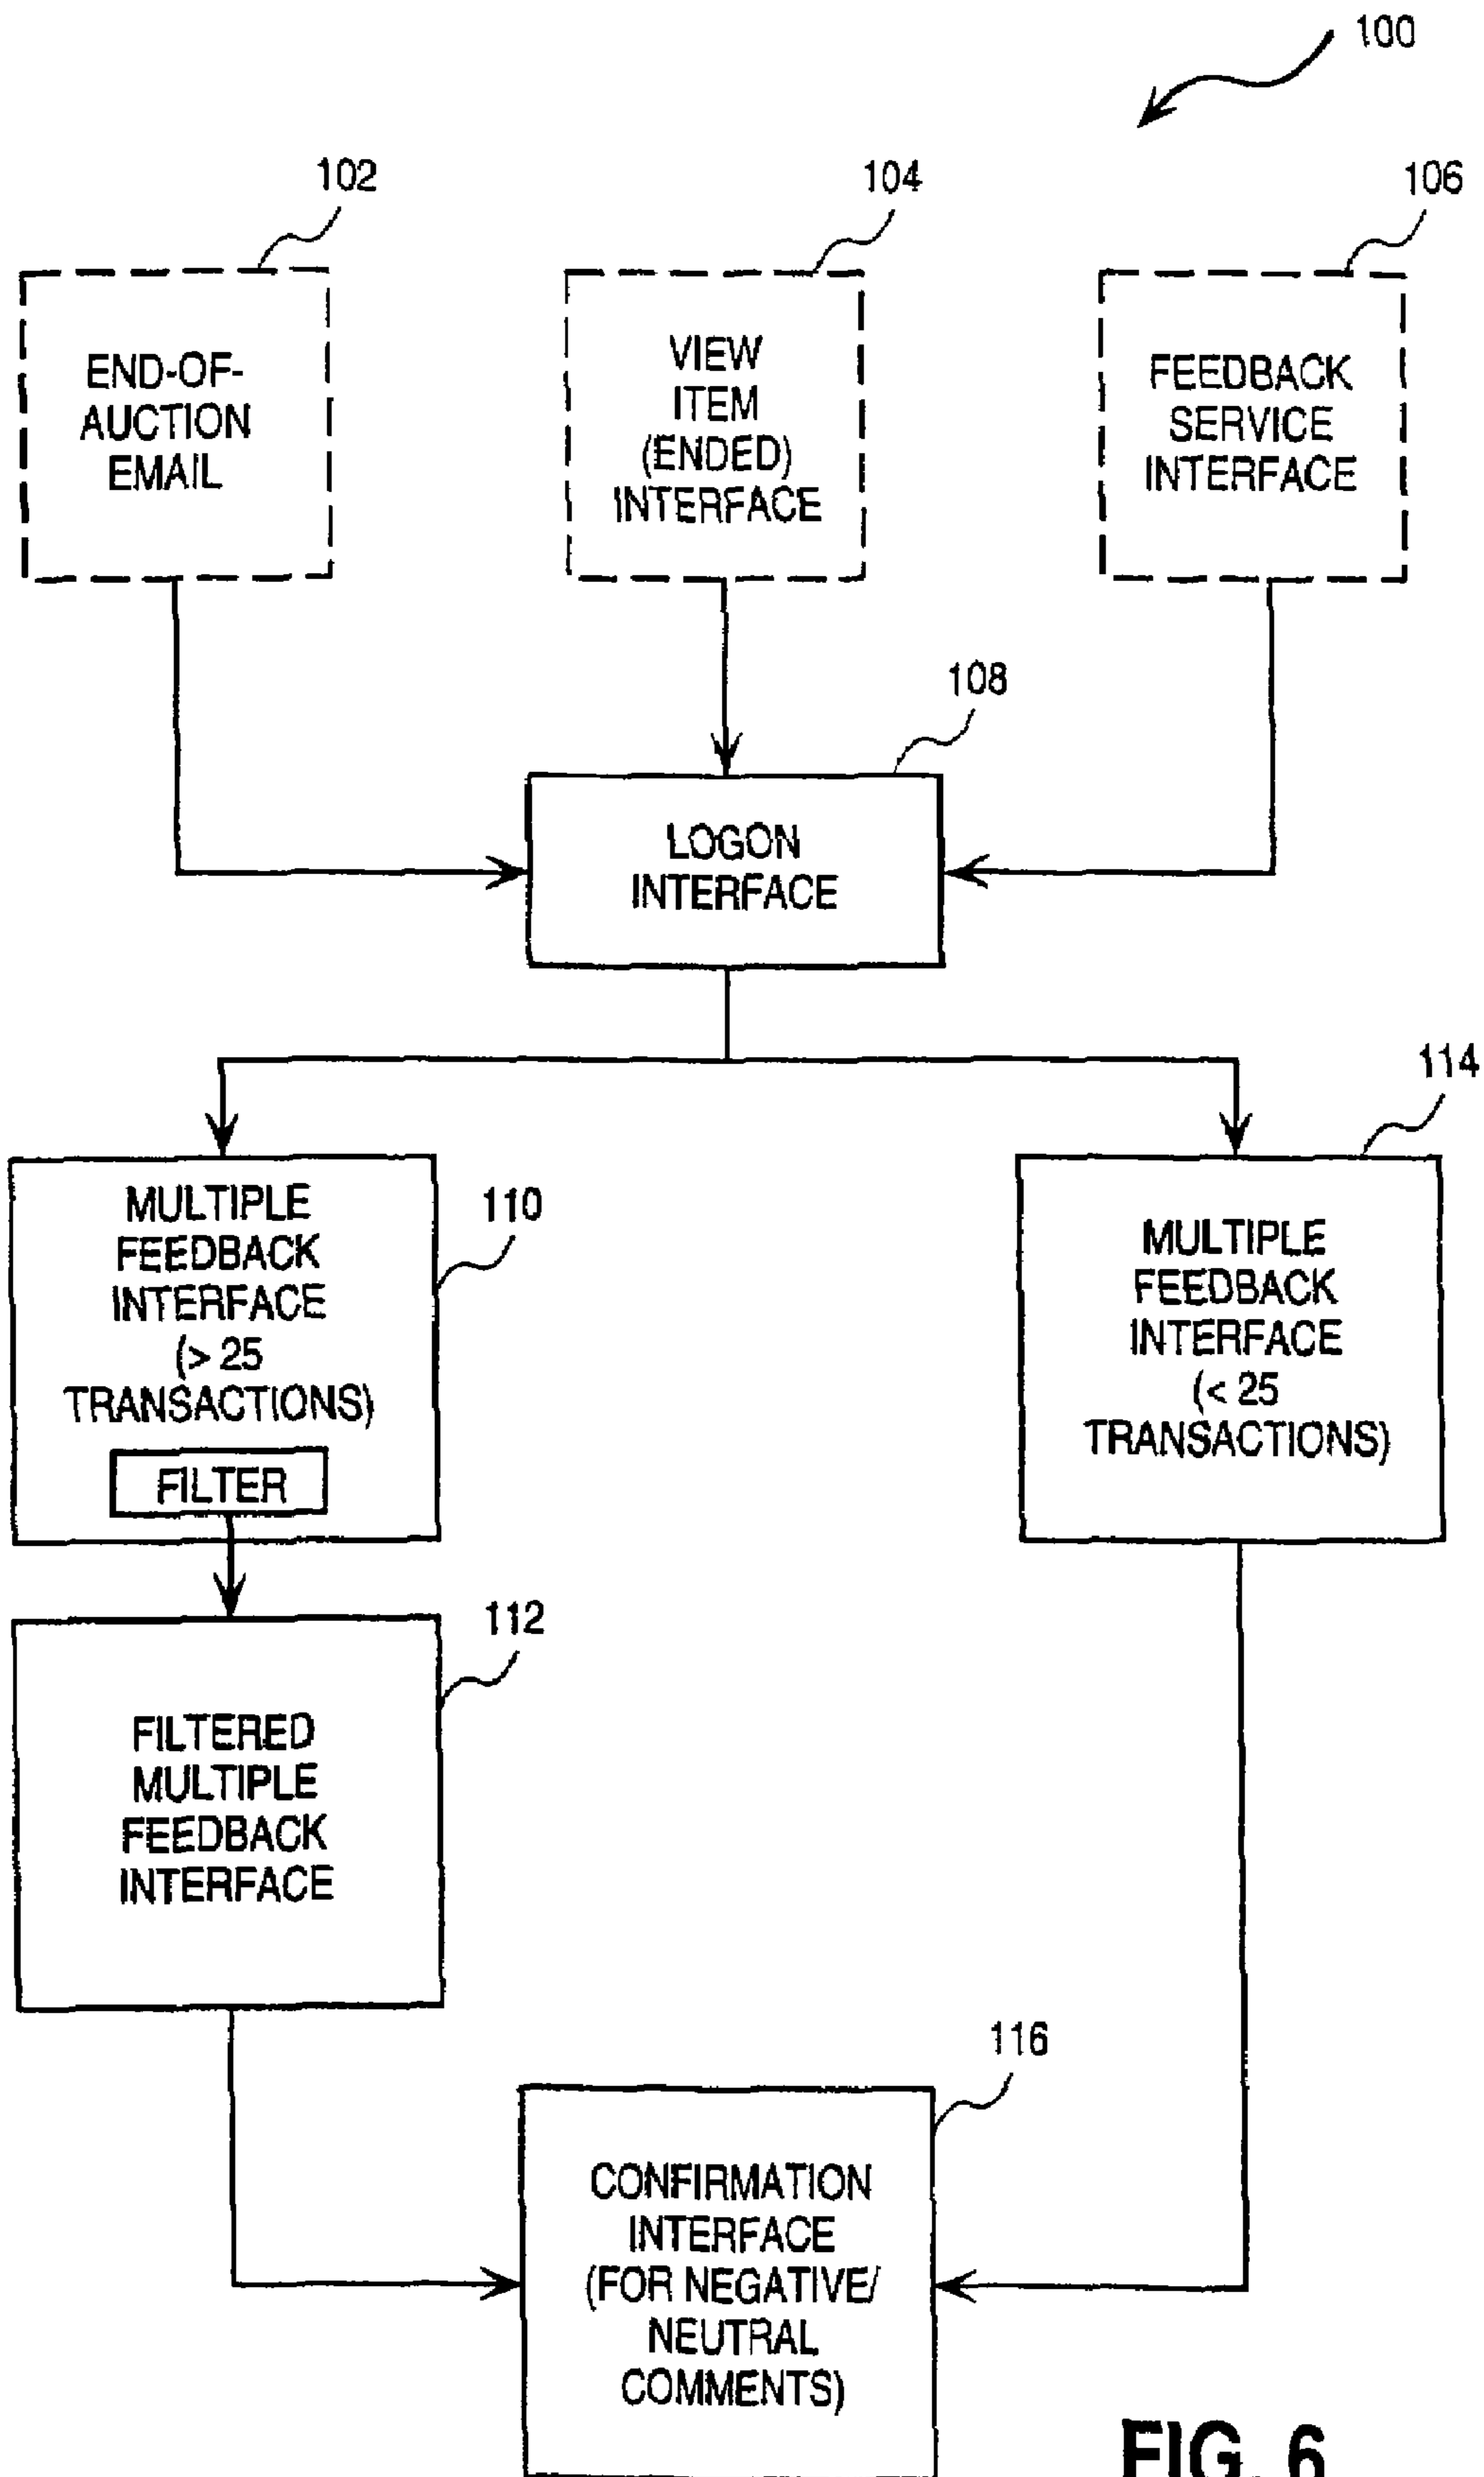 100
102
104
106
END-OF-
AUCTION
EMAIL
VIEW
ITEM
(ENDED)
INTERFACE
FEEDBACK
SERVICE
INTERFACE
108
LOGON
INTERFACE
114
MULTIPLE
FEEDBACK
INTERFACE
(> 25
TRANSACTIONS)
FILTER
110
MULTIPLE
FEEDBACK
INTERFACE
(< 25
TRANSACTIONS)
112
FILTERED
MULTIPLE
FEEDBACK
INTERFACE
116
CONFIRMATION
INTERFACE
(FOR NEGATIVE/
NEUTRAL
COMMENTS)
FIG. 6